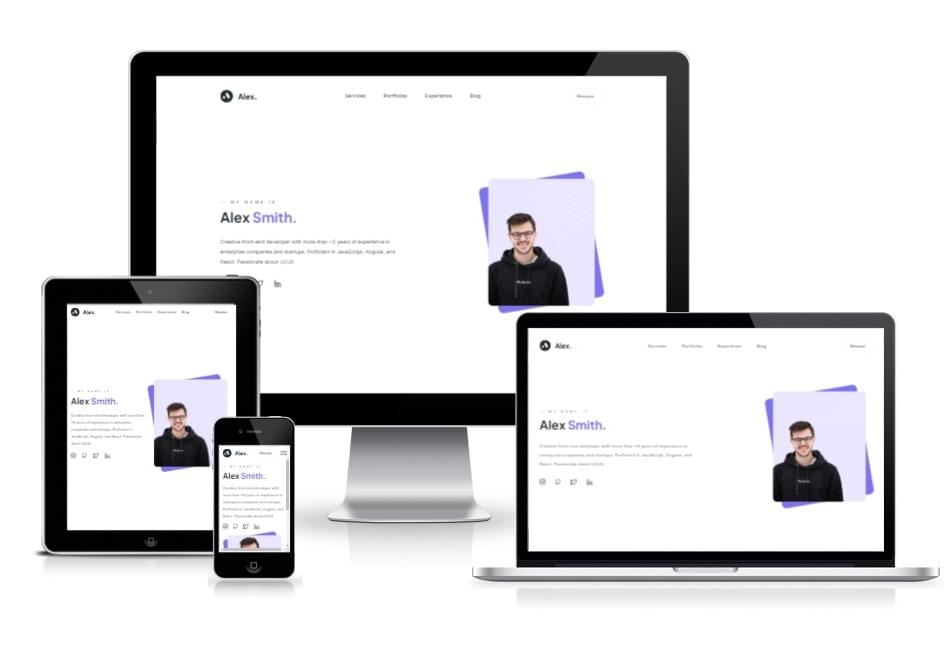 Alex.
Services Portfolios Experience Blog
Resume
— MY NAME IS
Alex Smith.
Creative front-end developer with more than +5 years of experience in
enterprise companies and startups. Proficient in JavaScript, Angular, and
React. Passionate about UI/UX
Alex.
Services Portfolios Experience Blog
Resume
— MY NAME IS
Alex Smith.
Creative front-end developer with more than
+5 years of experience in enterprise
companies and startups. Proficient in
JavaScript, Angular, and React. Passionate
about UI/UX
Alex.
Resume
— MY NAME IS
Alex Smith.
Creative front-end developer with
more than +5 years of experience in
enterprise companies and startups.
Proficient in JavaScript, Angular, and
React. Passionate about UI/UX
Alex.
Services Portfolios Experience Blog
Resume
— MY NAME IS
Alex Smith.
Creative front-end developer with more than +5 years of experience in
enterprise companies and startups. Proficient in JavaScript, Angular, and
React. Passionate about UI/UX